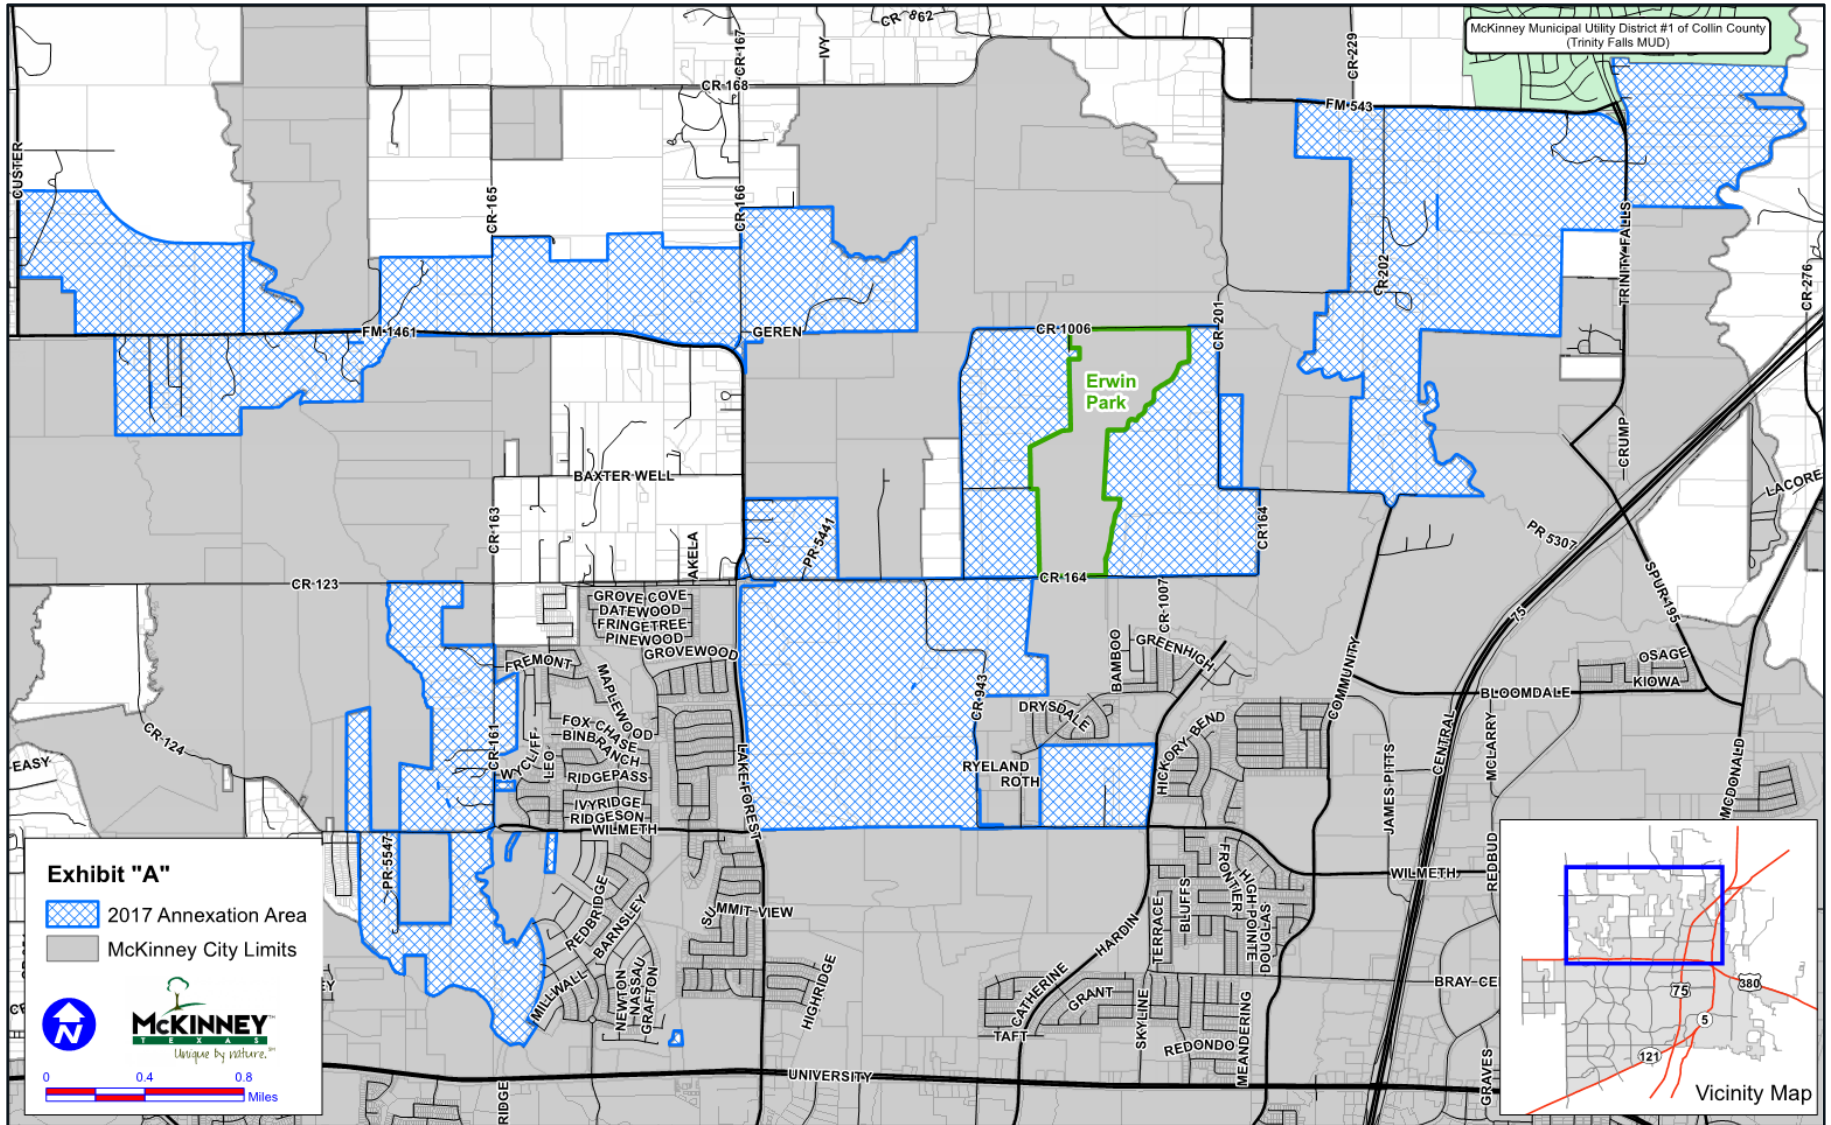 CR 862
McKinney Municipal Utility District #1 of Collin County
(Trinity Falls MUD)
CR 167
IVY
CR 229
CR 168
FM 543
CUSTER
CR 165
CR 166
TRINITY FALLS
CR 202
CR 276
CR 201
FM 1461
GEREN
CR 1006
Erwin
Park
CRUMP
BAXTER WELL
LACORE
CR 163
PR 5441
AKELA
CR 164
PR 5307
CR 123
CR 164
SPUR 195
75
GROVE COVE
DATEWOOD
FRINGETREE
PINEWOOD
GROVEWOOD
CR 1007
GREENHIGH
BAMBOO
FREMONT
MAPLEWOOD
OSAGE
KIOWA
BLOOMDALE
COMMUNITY
CR 943
DRYSDALE
CR 124
FOX CHASE
BINBRANCH
HICKORY BEND
CENTRAL
MCLARRY
JAMES PITTS
MCDONALD
EASY
CR 161
WYCLIFF
LEO
RIDGEPASS
LAKE FOREST
RYELAND
ROTH
IVYRIDGE
RIDGESON
WILMETH
PR 5547
WILMETH
REDBUD
FRONTIER
HIGH POINTE
DOUGLAS
BLUFFS
TERRACE
REDBRIDGE
BARNSLEY
SUMMIT VIEW
HARDIN
HIGHRIDGE
MILLWALL
NEWTON
NASSAU
GRAFTON
CATHERINE
GRANT
TAFT
SKYLINE
REDONDO
MEANDERING
BRAY CE
GRAVES
UNIVERSITY
RIDGE
EY
Exhibit "A"
2017 Annexation Area
McKinney City Limits
N
McKINNEY
TEXAS
Unique by nature.
0 0.4 0.8
Miles
75
380
5
121
Vicinity Map